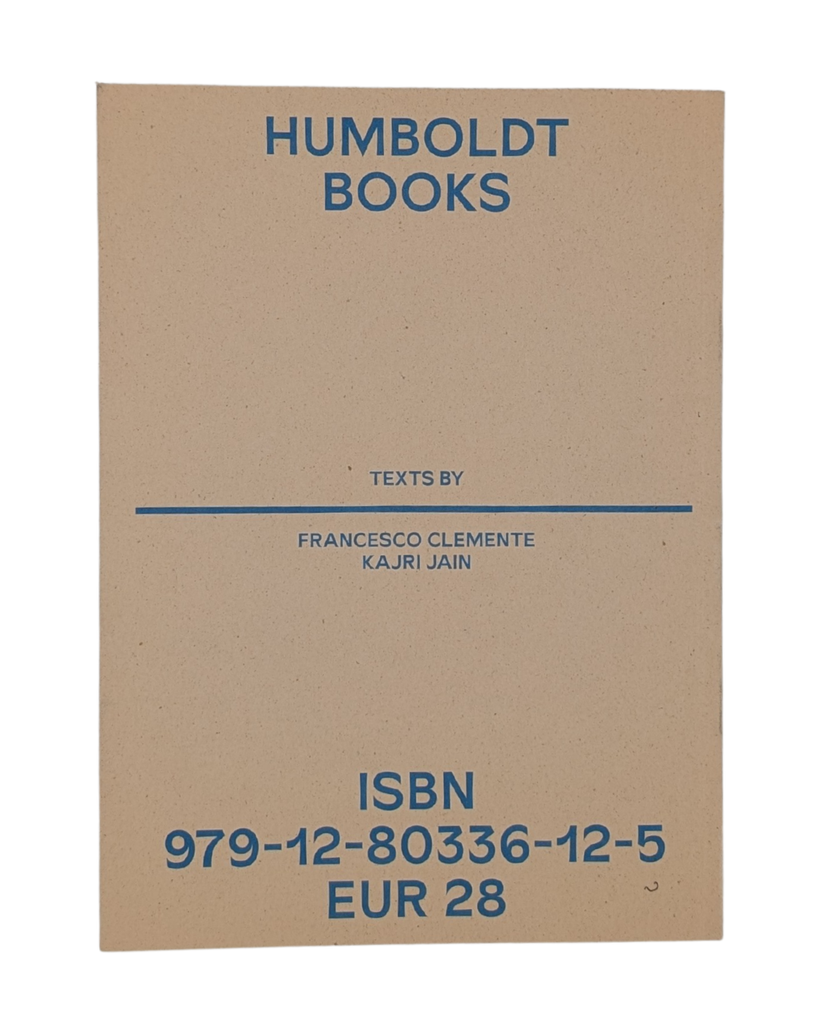 HUMBOLDT
BOOKS
TEXTS BY
FRANCESCO CLEMENTE
KAJRI JAIN
ISBN
979-12-80336-12-5
EUR 28